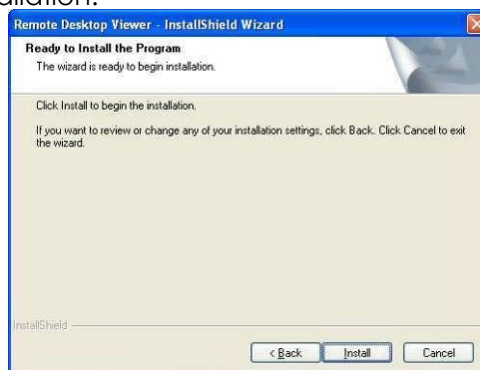 Remote Desktop Viewer - InstallShield Wizard
Ready to Install the Program
The wizard is ready to begin installation.
Click Install to begin the installation.
If you want to review or change any of your installation settings, click Back. Click Cancel to exit
the wizard.
InstallShield
< Back Install Cancel